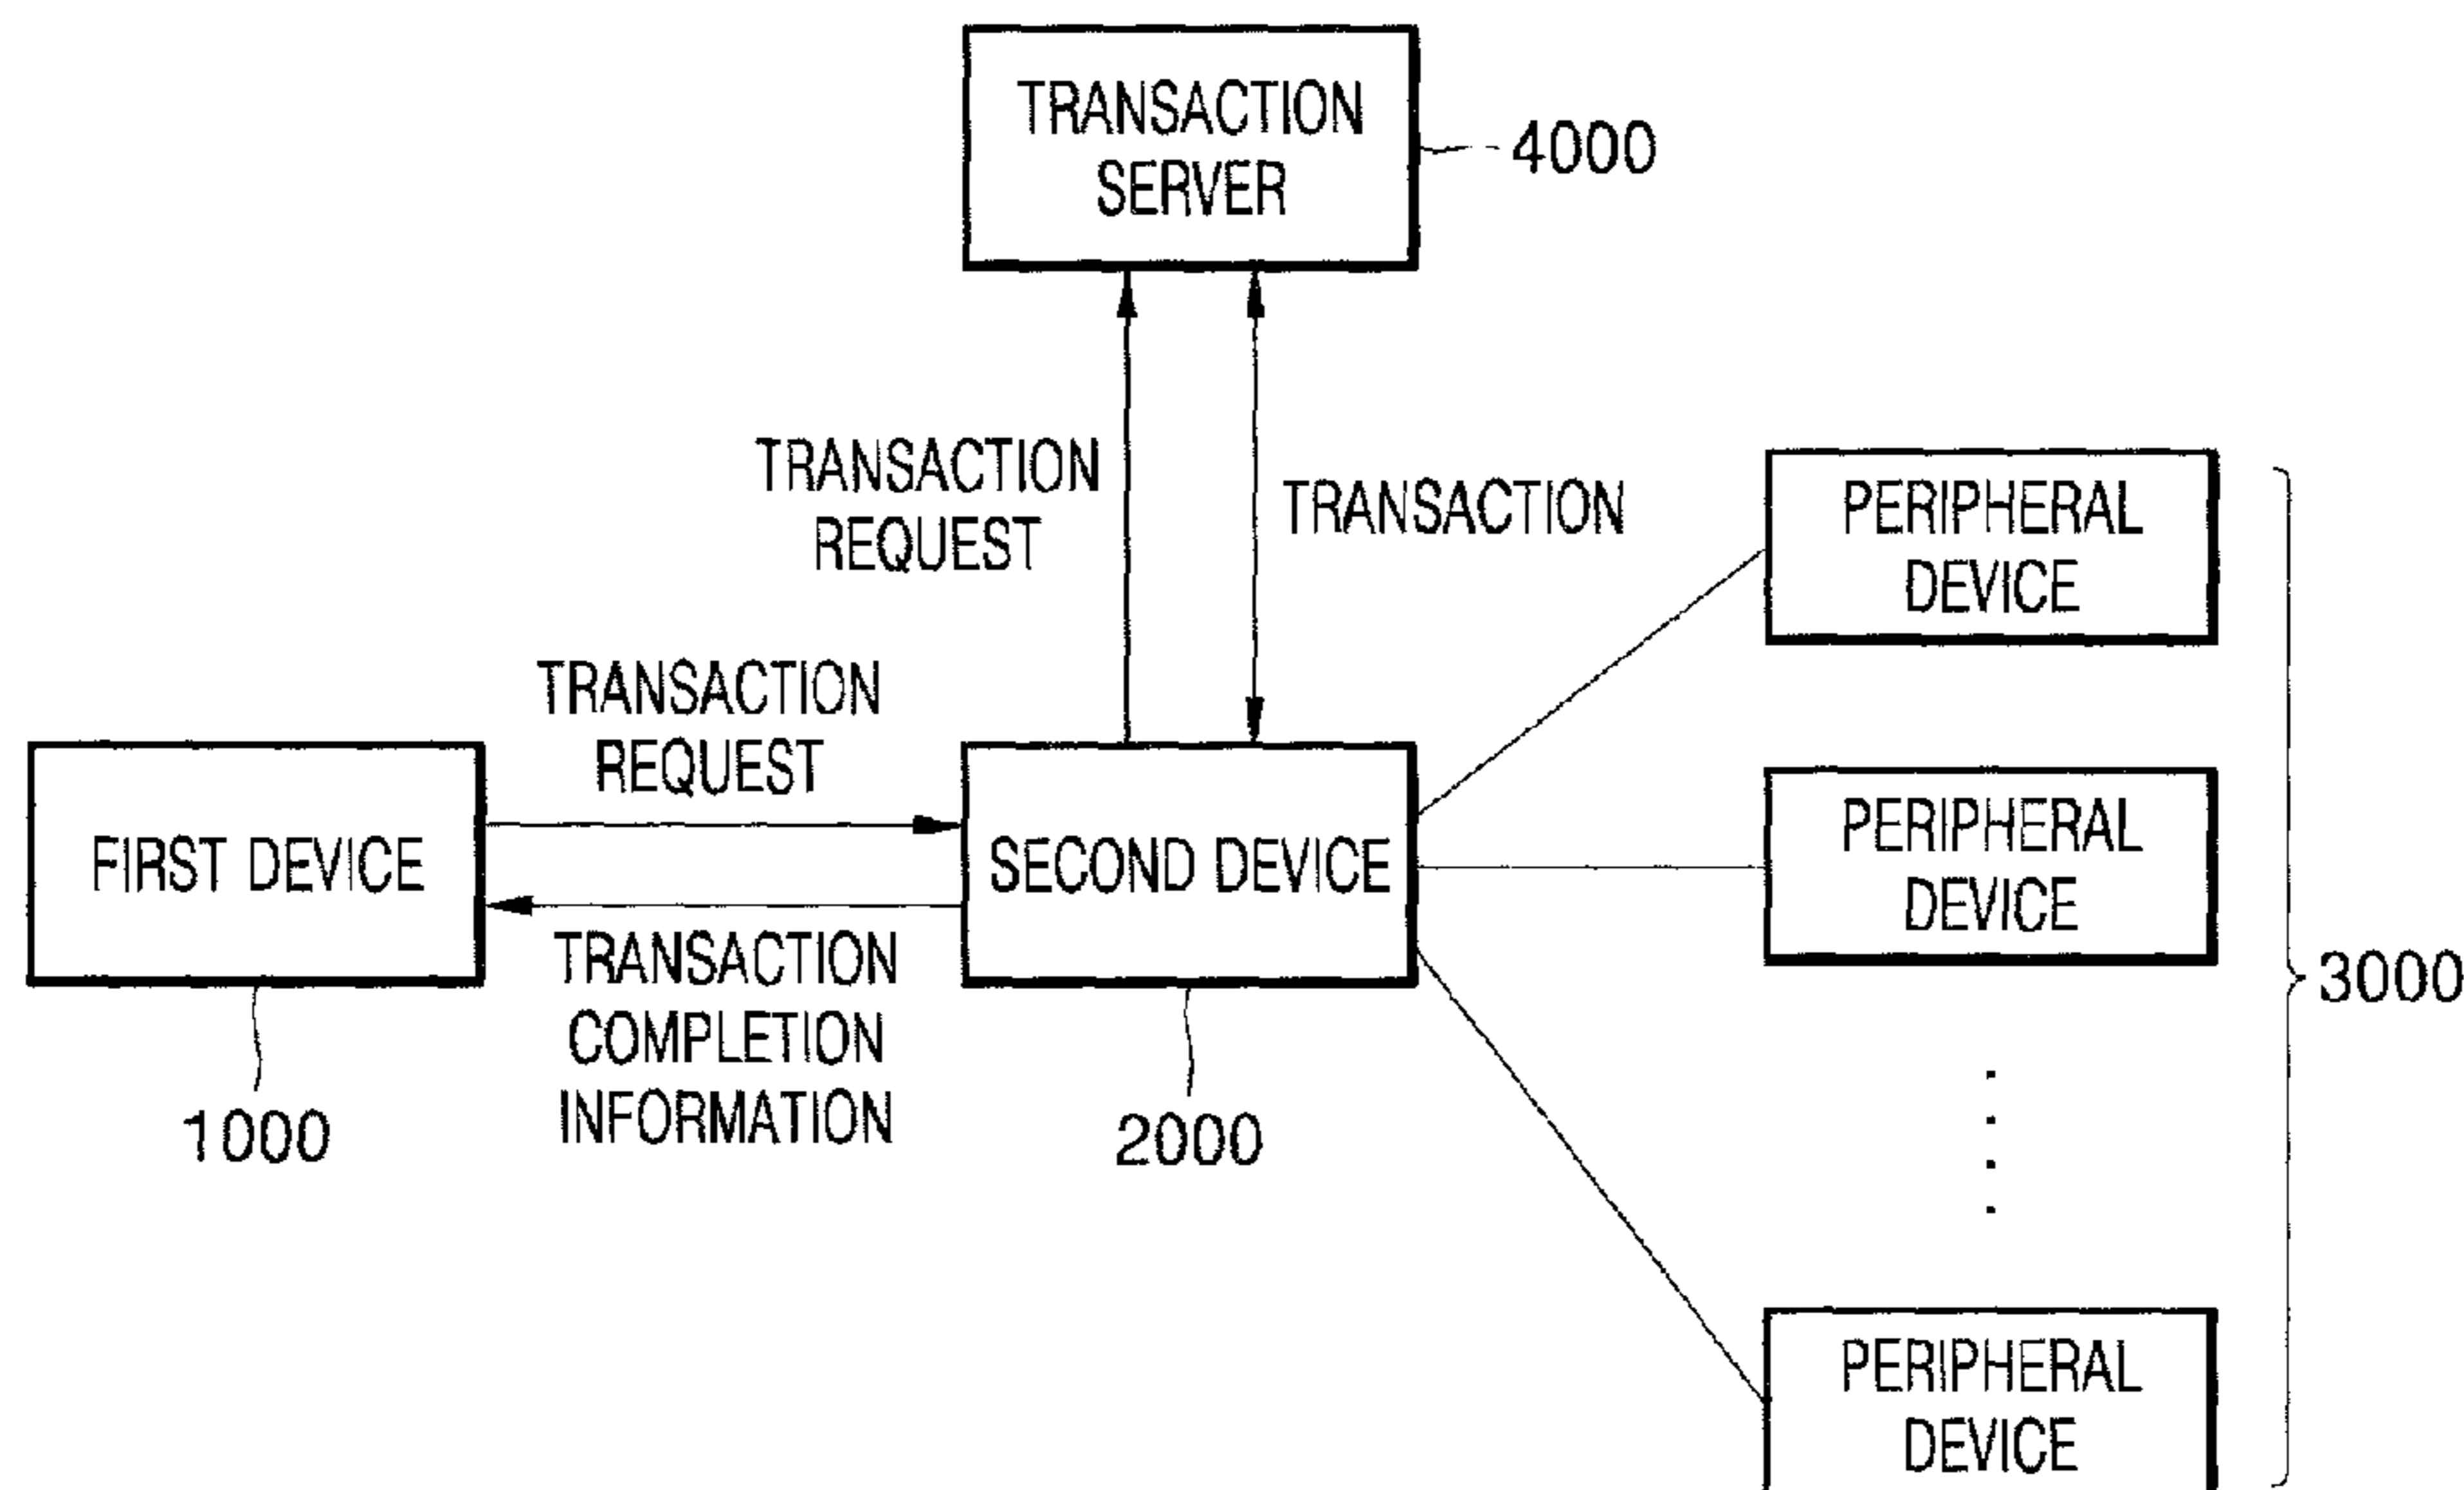 TRANSACTION
SERVER
4000
TRANSACTION
REQUEST
TRANSACTION
PERIPHERAL
DEVICE
TRANSACTION
REQUEST
FIRST DEVICE
SECOND DEVICE
PERIPHERAL
DEVICE
TRANSACTION
COMPLETION
INFORMATION
1000
2000
3000
PERIPHERAL
DEVICE